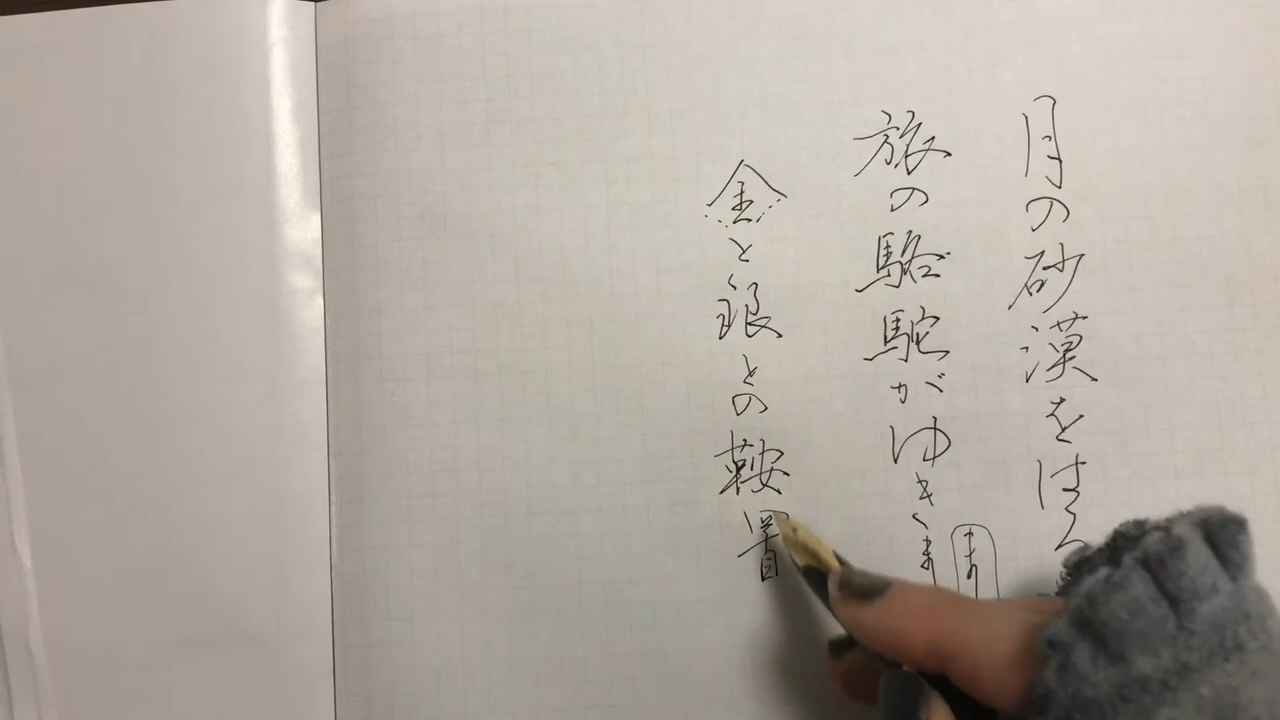 月の砂漠をはろ
旅の駱駝がゆきま
ま
金と銀との鞍置